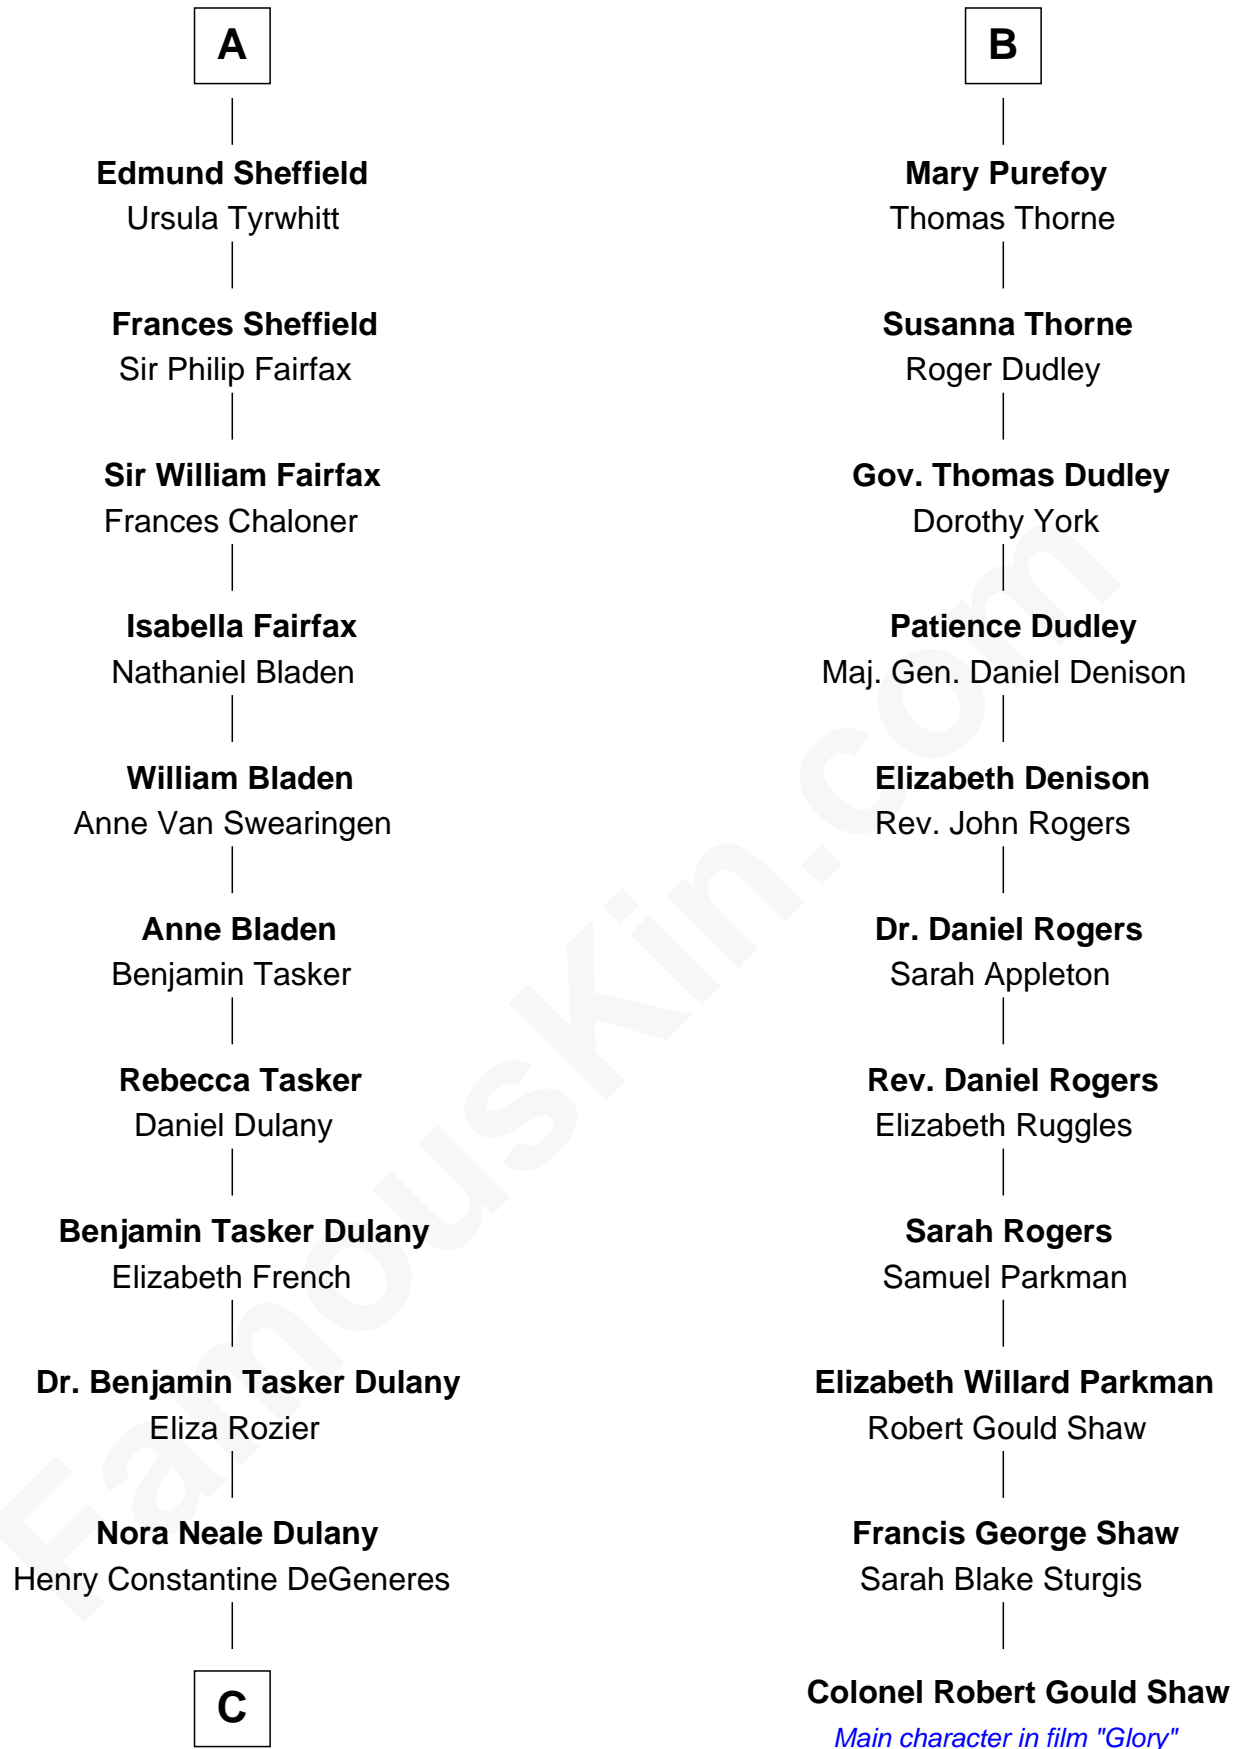 A
Edmund Sheffield
Ursula Tyrwhitt
Frances Sheffield
Sir Philip Fairfax
Sir William Fairfax
Frances Chaloner
Isabella Fairfax
Nathaniel Bladen
William Bladen
Anne Van Swearingen
Anne Bladen
Benjamin Tasker
Rebecca Tasker
Daniel Dulany
Benjamin Tasker Dulany
Elizabeth French
Dr. Benjamin Tasker Dulany
Eliza Rozier
Nora Neale Dulany
Henry Constantine DeGeneres
C
B
Mary Purefoy
Thomas Thorne
Susanna Thorne
Roger Dudley
Gov. Thomas Dudley
Dorothy York
Patience Dudley
Maj. Gen. Daniel Denison
Elizabeth Denison
Rev. John Rogers
Dr. Daniel Rogers
Sarah Appleton
Rev. Daniel Rogers
Elizabeth Ruggles
Sarah Rogers
Samuel Parkman
Elizabeth Willard Parkman
Robert Gould Shaw
Francis George Shaw
Sarah Blake Sturgis
Colonel Robert Gould Shaw
Main character in film "Glory"
FamousKin.com